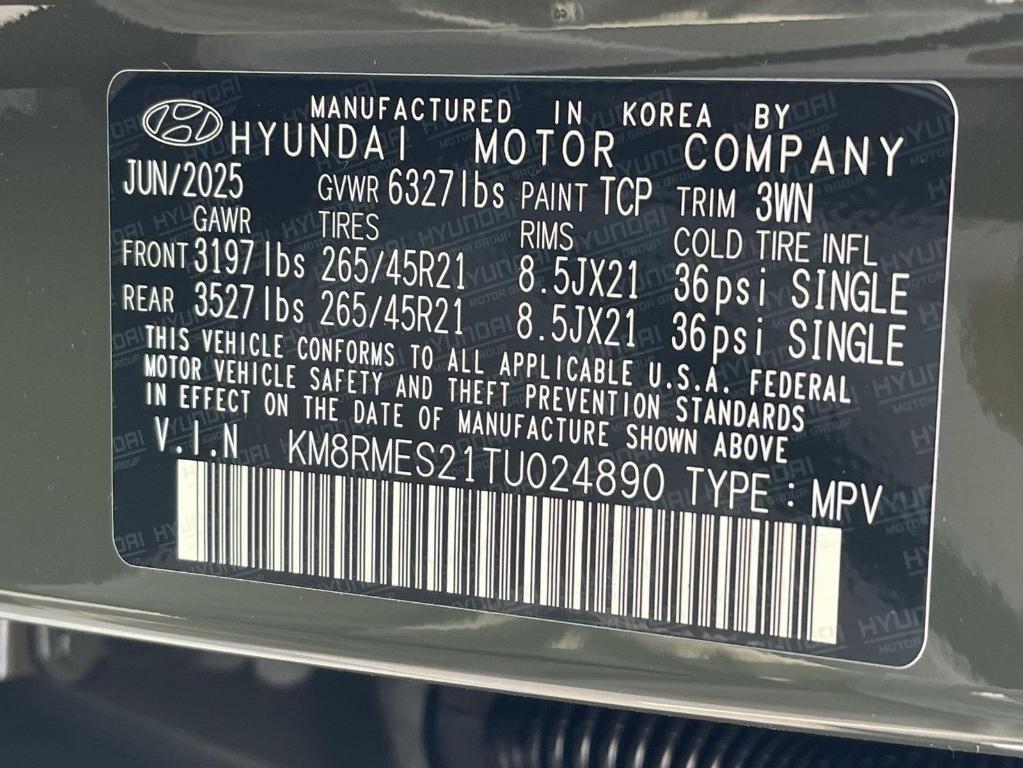 MANUFACTURED IN KOREA BY
HYUNDAI MOTOR COMPANY
JUN/2025 GVWR 6327lbs PAINT TCP TRIM 3WN
GAWR TIRES RIMS COLD TIRE INFL
FRONT 3197lbs 265/45R21 8.5JX21 36psi SINGLE
REAR 3527lbs 265/45R21 8.5JX21 36psi SINGLE
THIS VEHICLE CONFORMS TO ALL APPLICABLE U.S.A. FEDERAL
MOTOR VEHICLE SAFETY AND THEFT PREVENTION STANDARDS
IN EFFECT ON THE DATE OF MANUFACTURE SHOWN ABOVE
V.I.N KM8RMES21TU024890 TYPE : MPV